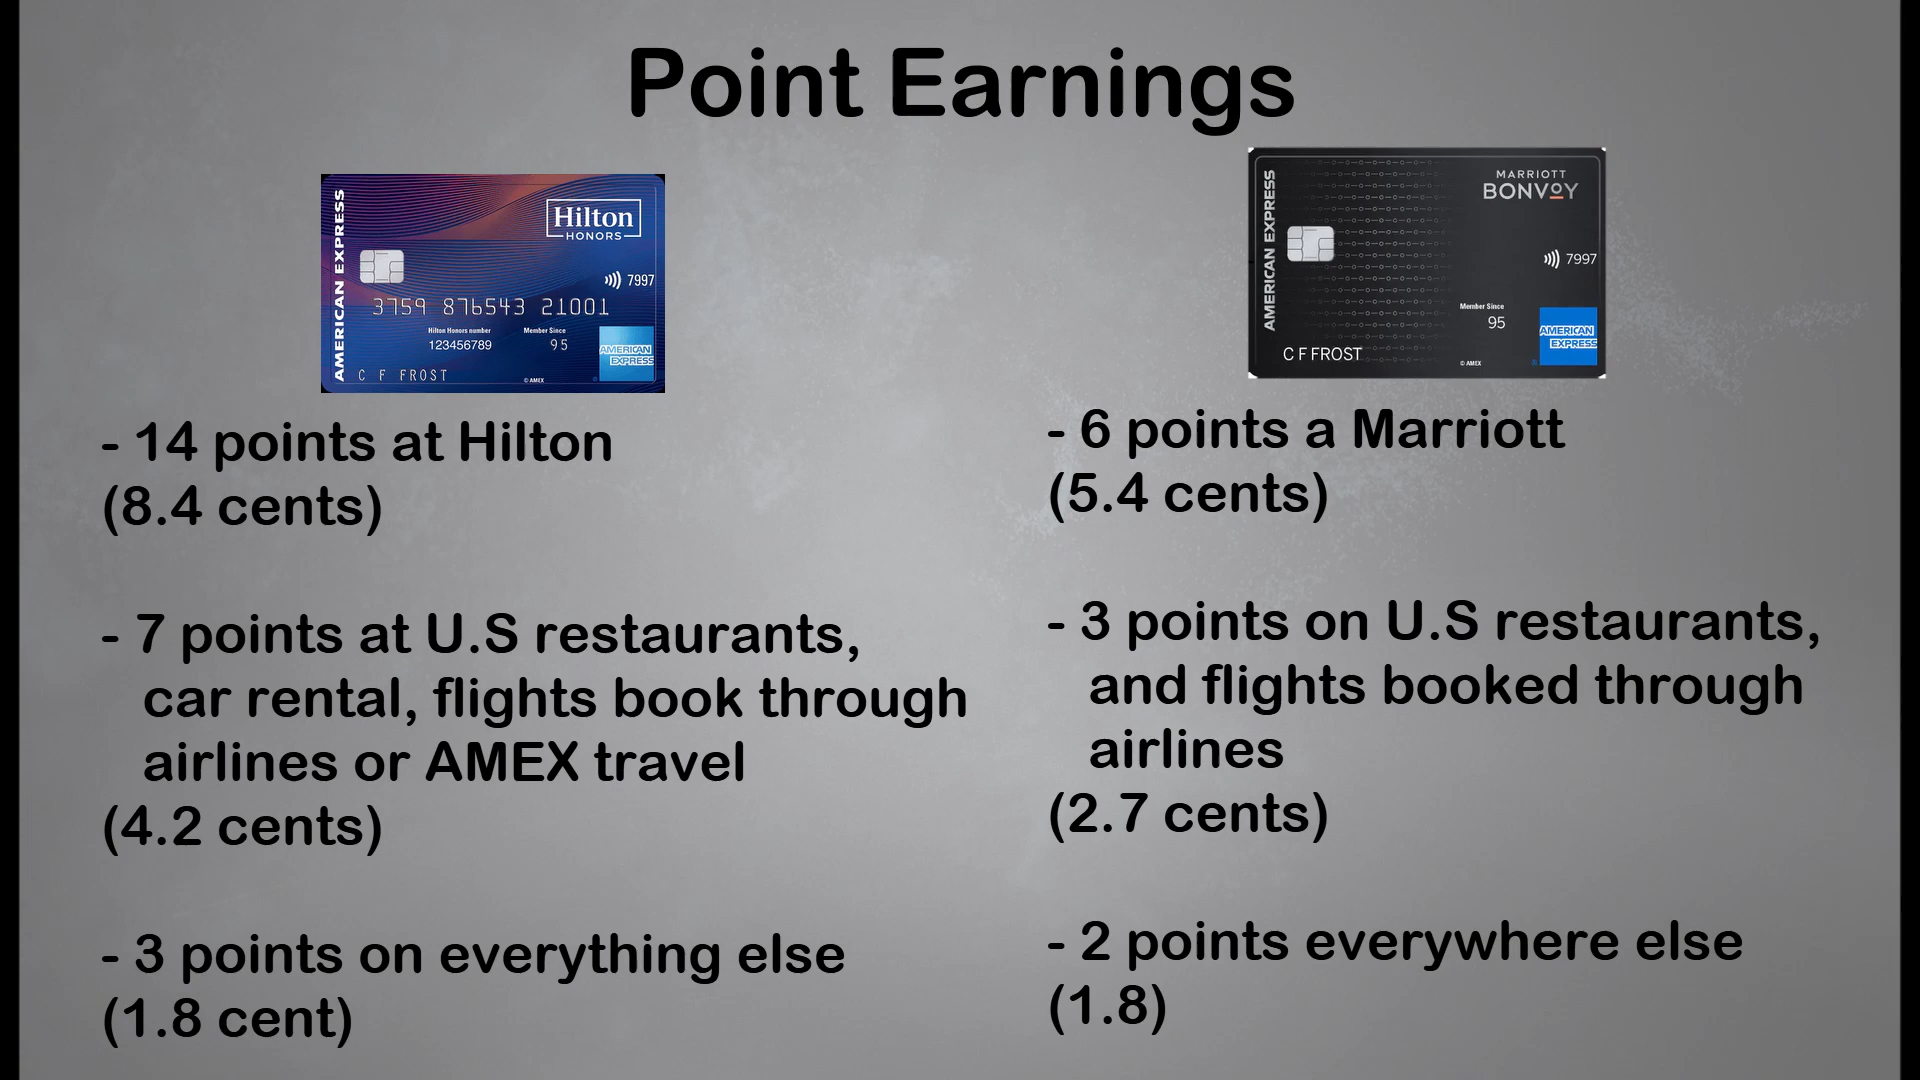 Point Earnings
AMERICAN EXPRESS
Hilton
HONORS
7997
3759 876543 21001
Hilton Honors number
Member Since
123456789
95
AMERICAN
EXPRESS
C F FROST
© AMEX
AMERICAN EXPRESS
MARRIOTT
BONVOY
7997
Member Since
95
AMERICAN
EXPRESS
C F FROST
© AMEX
- 14 points at Hilton
(8.4 cents)
- 7 points at U.S restaurants,
car rental, flights book through
airlines or AMEX travel
(4.2 cents)
- 3 points on everything else
(1.8 cent)
- 6 points a Marriott
(5.4 cents)
- 3 points on U.S restaurants,
and flights booked through
airlines
(2.7 cents)
- 2 points everywhere else
(1.8)